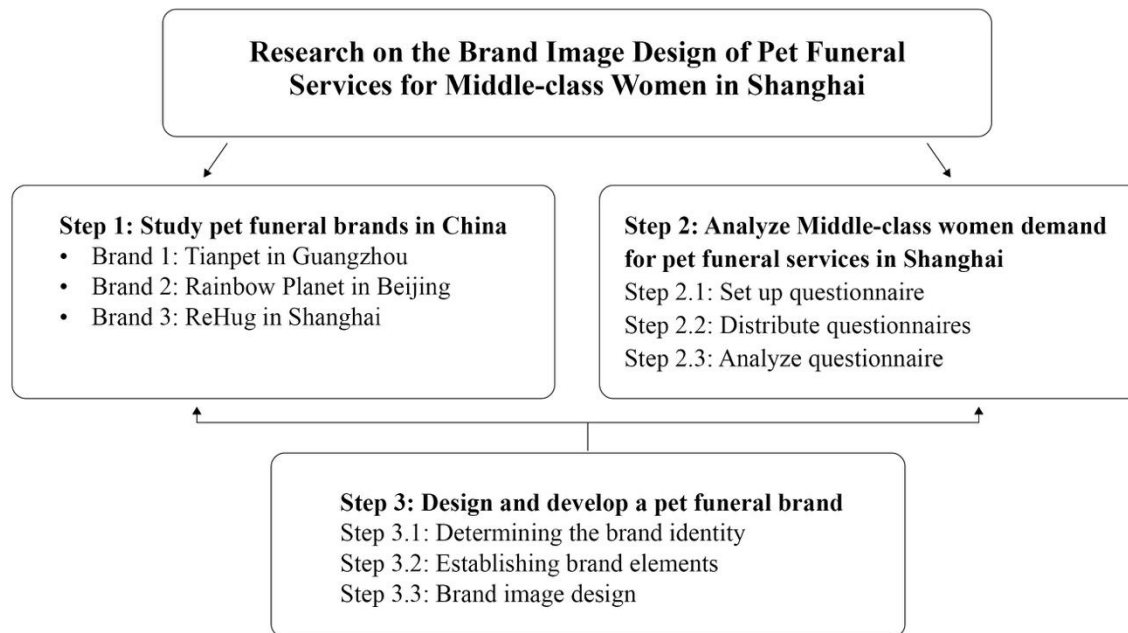 Research on the Brand Image Design of Pet Funeral
Services for Middle-class Women in Shanghai
Step 1: Study pet funeral brands in China
• Brand 1: Tianpet in Guangzhou
• Brand 2: Rainbow Planet in Beijing
• Brand 3: ReHug in Shanghai
Step 2: Analyze Middle-class women demand
for pet funeral services in Shanghai
Step 2.1: Set up questionnaire
Step 2.2: Distribute questionnaires
Step 2.3: Analyze questionnaire
Step 3: Design and develop a pet funeral brand
Step 3.1: Determining the brand identity
Step 3.2: Establishing brand elements
Step 3.3: Brand image design